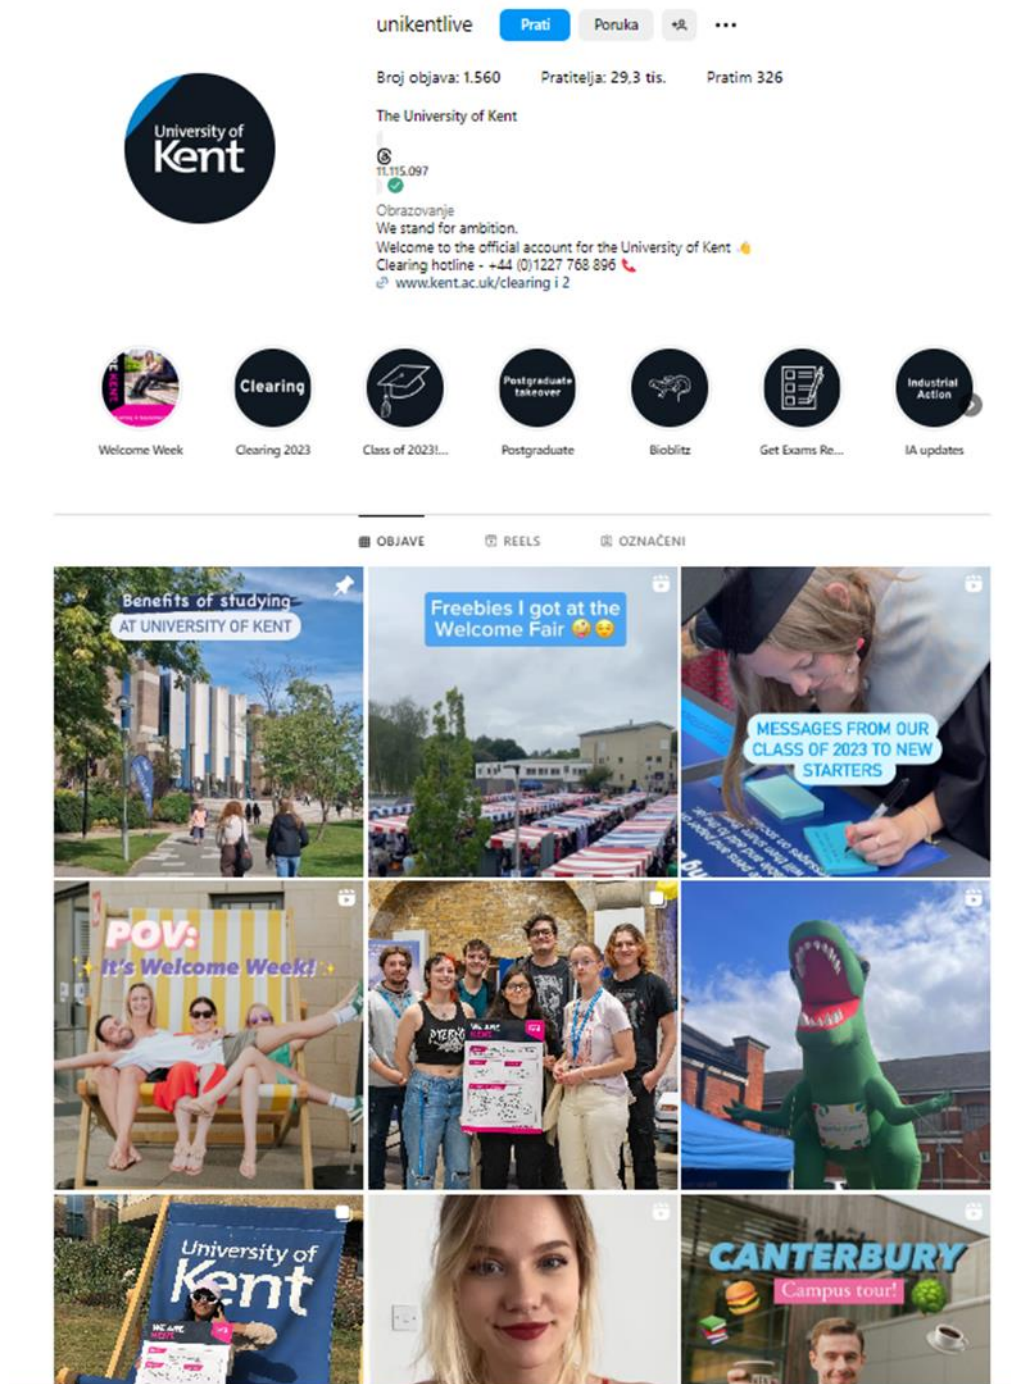 unikentlive Prati Poruka
Broj objava: 1.560 Pratitelja: 29,3 tis. Pratim 326
University of
Kent
The University of Kent
11.115.097
Obrazovanje
We stand for ambition.
Welcome to the official account for the University of Kent
Clearing hotline - +44 (0)1227 768 896
www.kent.ac.uk/clearing i 2
Clearing
Postgraduate
takeover
Industrial
Action
Welcome Week Clearing 2023 Class of 2023!... Postgraduate Bioblitz Get Exams Re... IA updates
OBJAVE REELS OZNAČENI
Benefits of studying
AT UNIVERSITY OF KENT
Freebies I got at the
Welcome Fair
MESSAGES FROM OUR
CLASS OF 2023 TO NEW
STARTERS
POV:
It's Welcome Week!
WE ARE
KENT
University of
Kent
WE ARE
CANTERBURY
Campus tour!